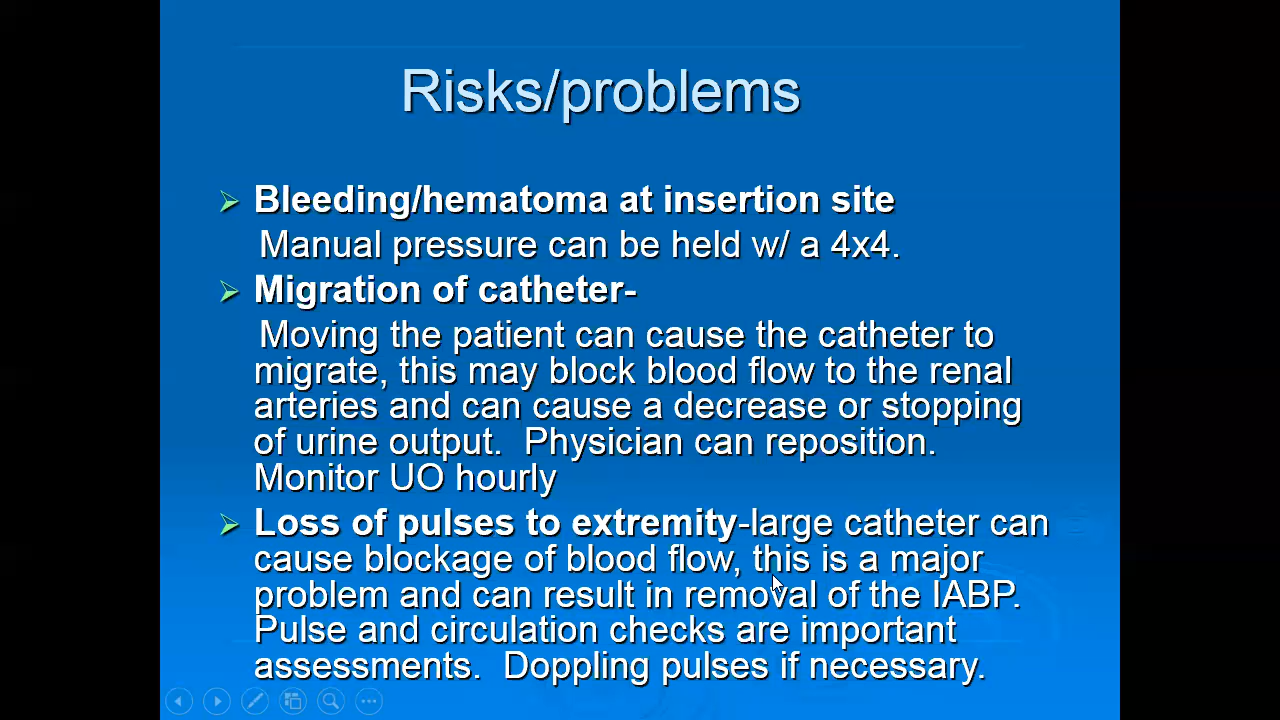 Risks/problems
Bleeding/hematoma at insertion site
Manual pressure can be held w/ a 4x4.
Migration of catheter-
Moving the patient can cause the catheter to
migrate, this may block blood flow to the renal
arteries and can cause a decrease or stopping
of urine output.  Physician can reposition.
Monitor UO hourly
Loss of pulses to extremity-large catheter can
cause blockage of blood flow, this is a major
problem and can result in removal of the IABP.
Pulse and circulation checks are important
assessments.  Doppling pulses if necessary.